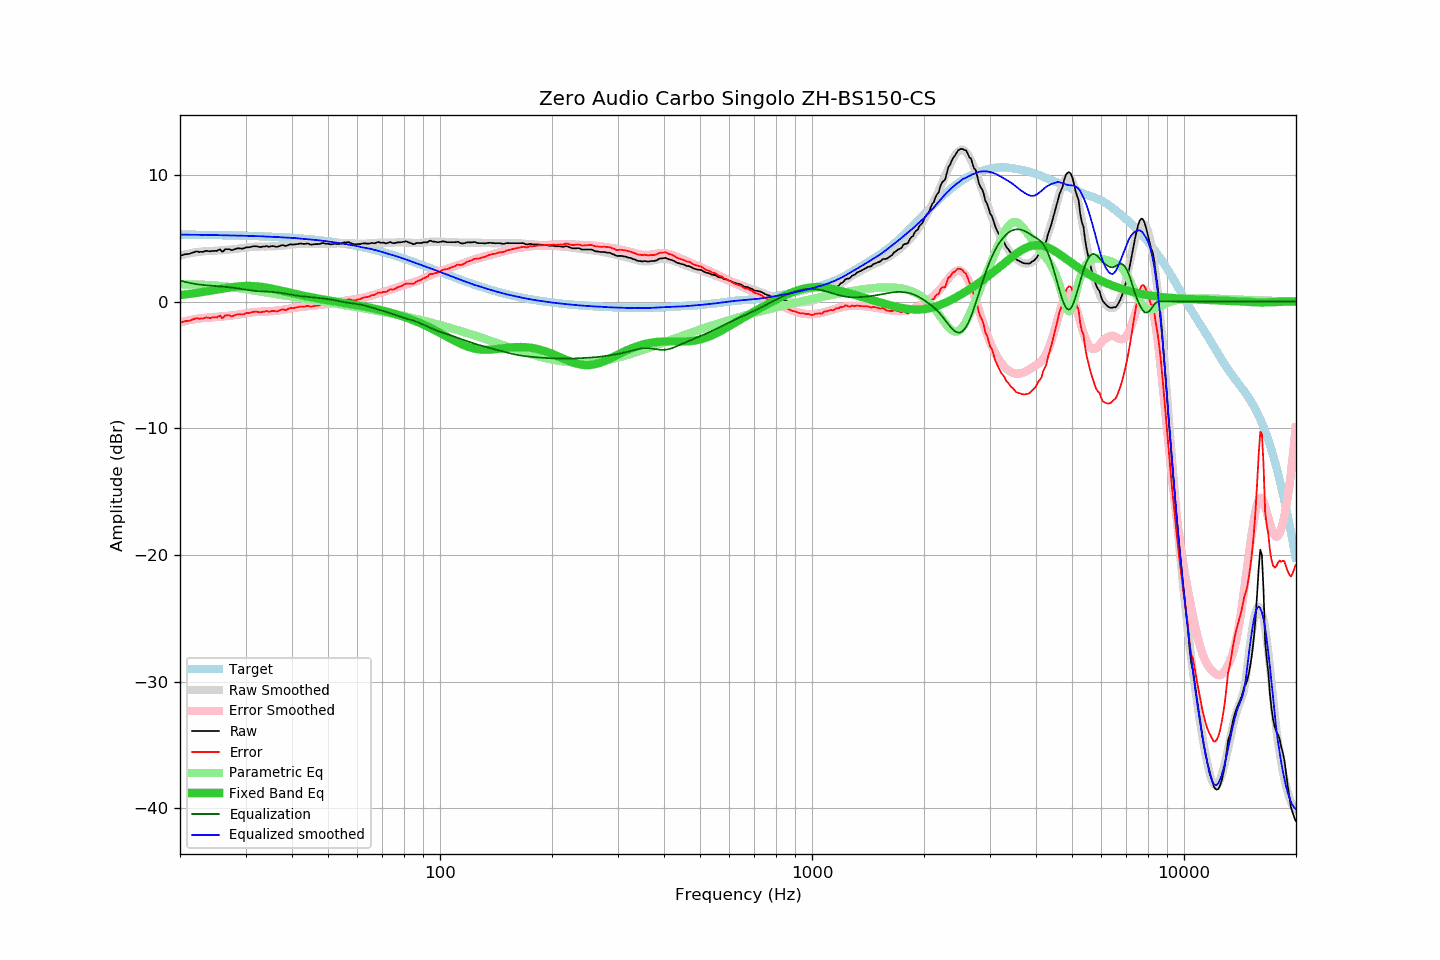 Zero Audio Carbo Singolo ZH-BS150-CS
Amplitude (dBr)
10
0
−10
−20
−30
−40
Target
Raw Smoothed
Error Smoothed
Raw
Error
Parametric Eq
Fixed Band Eq
Equalization
Equalized smoothed
100 1000 10000
Frequency (Hz)